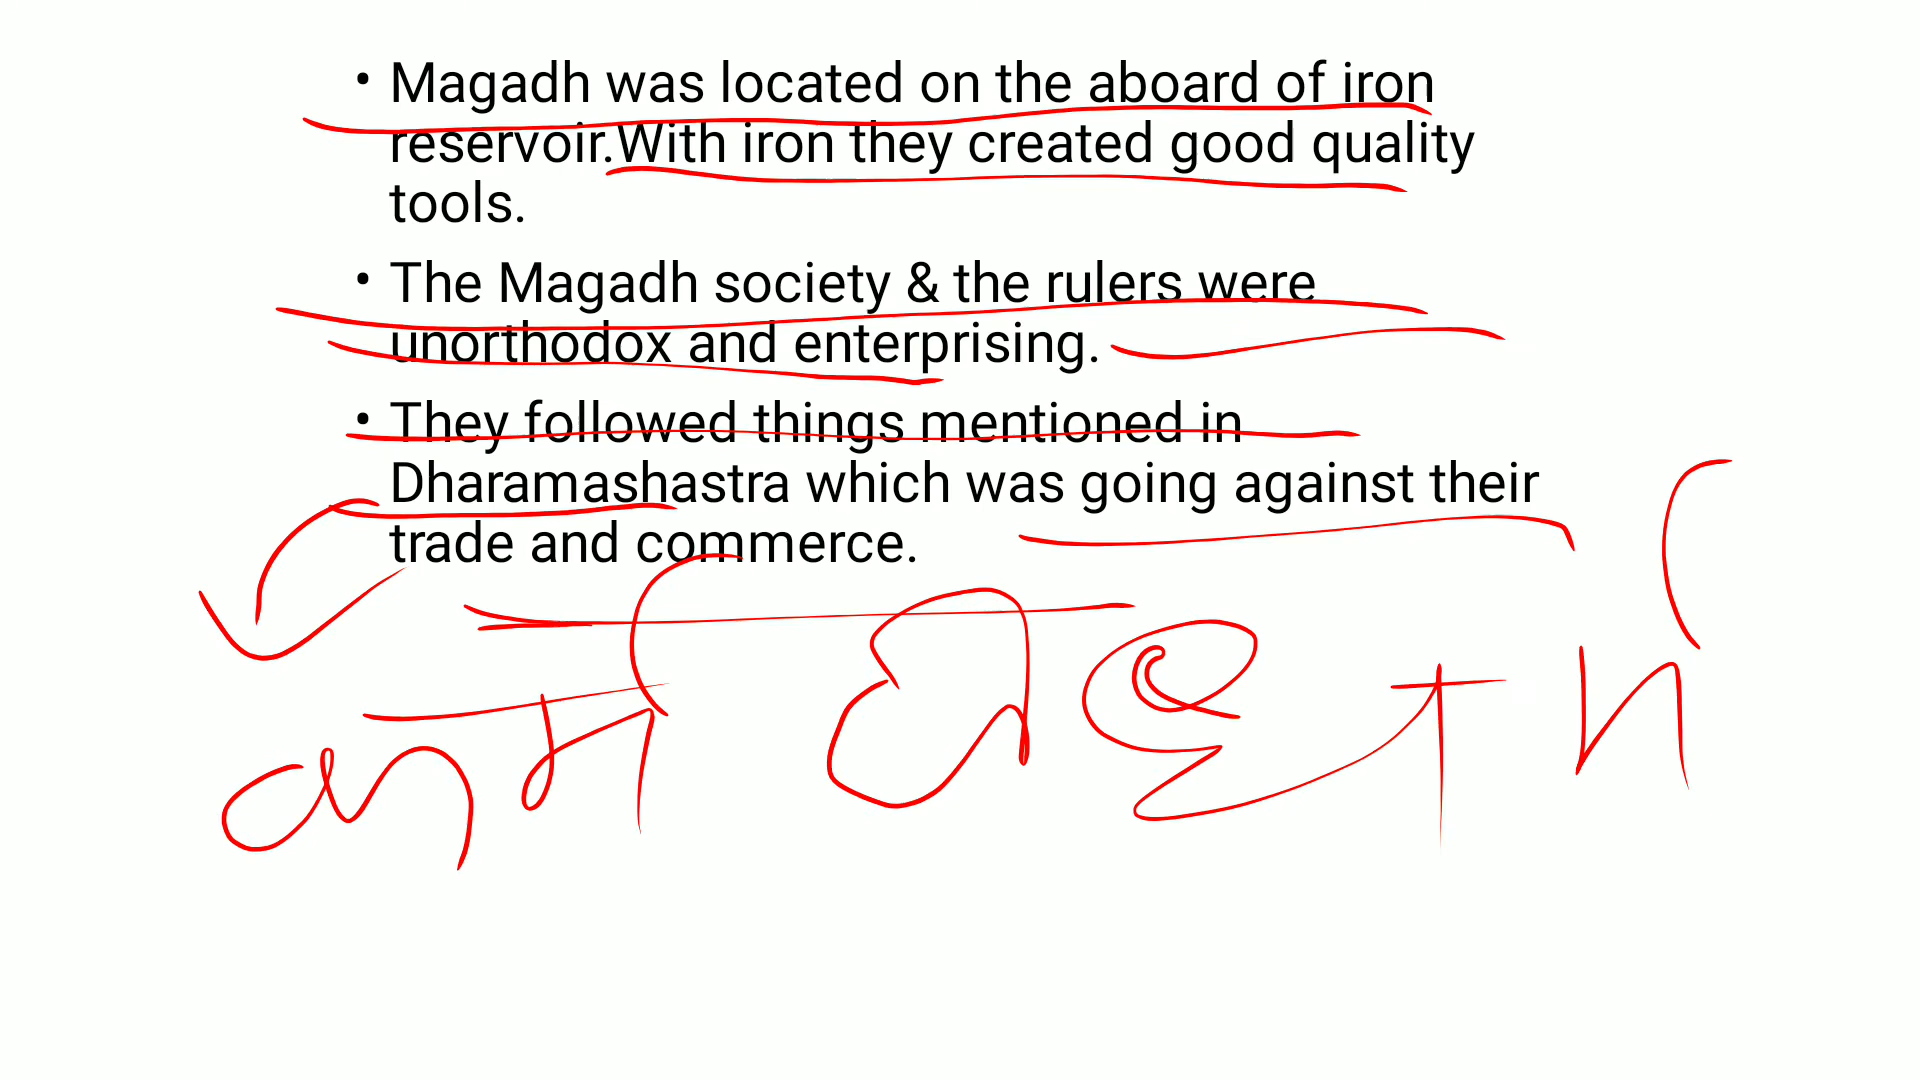 • Magadh was located on the aboard of iron
reservoir.With iron they created good quality
tools.
• The Magadh society & the rulers were
unorthodox and enterprising.
• They followed things mentioned in
Dharamashastra which was going against their
trade and commerce.